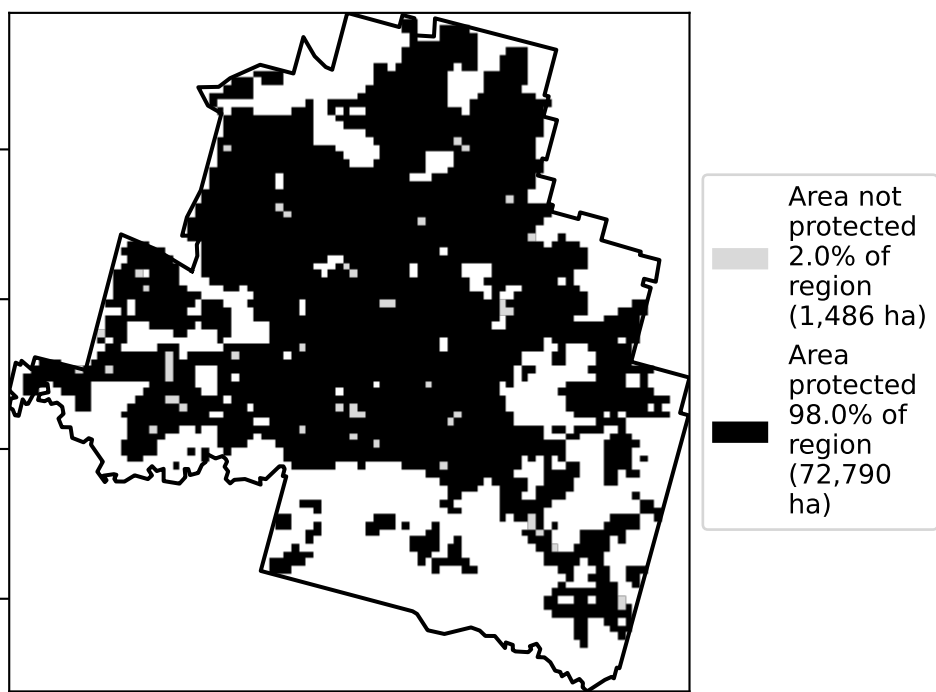 Area not
protected
2.0% of
region
(1,486 ha)
Area
protected
98.0% of
region
(72,790
ha)